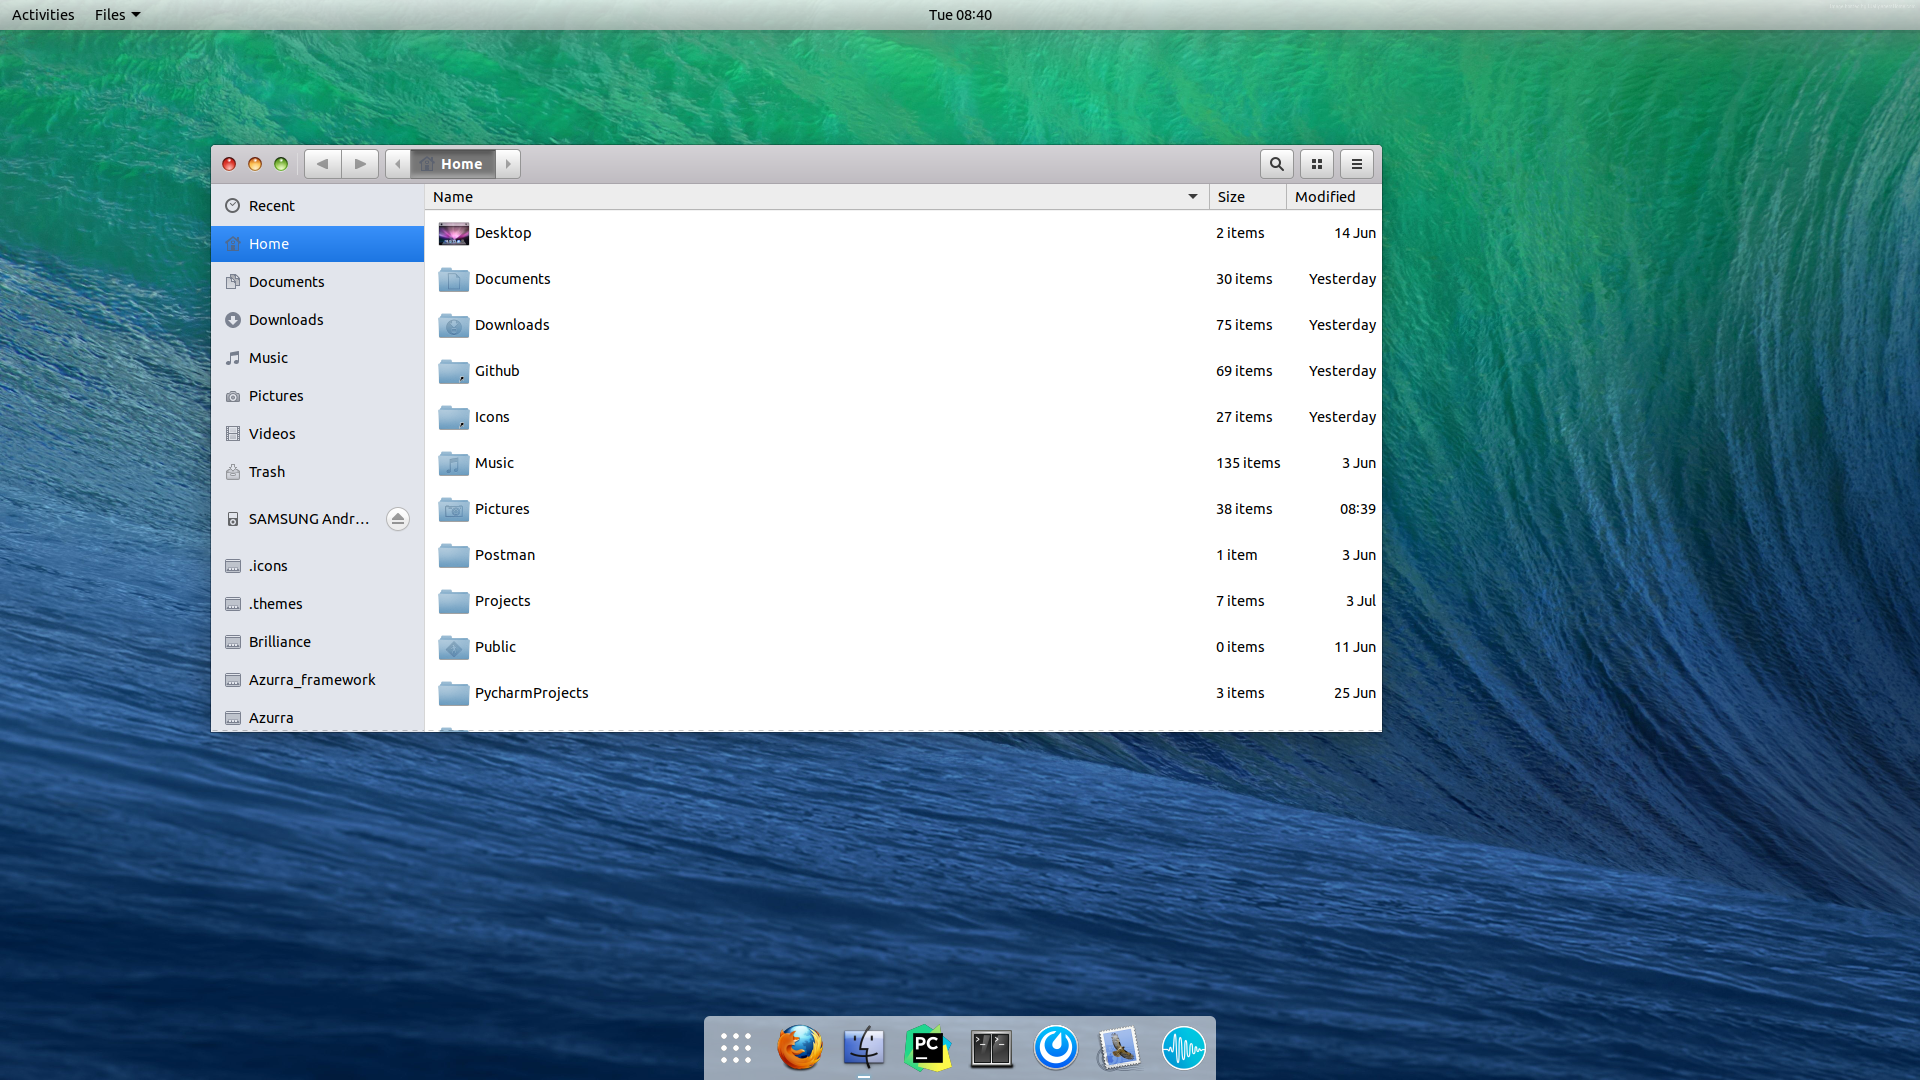 Activities Files Tue 08:40
Home
Name Size Modified
Recent
Home
Documents
Downloads
Music
Pictures
Videos
Trash
SAMSUNG Andr...
.icons
.themes
Brilliance
Azurra_framework
Azurra
Desktop 2 items 14 Jun
Documents 30 items Yesterday
Downloads 75 items Yesterday
Github 69 items Yesterday
Icons 27 items Yesterday
Music 135 items 3 Jun
Pictures 38 items 08:39
Postman 1 item 3 Jun
Projects 7 items 3 Jul
Public 0 items 11 Jun
PycharmProjects 3 items 25 Jun
PC